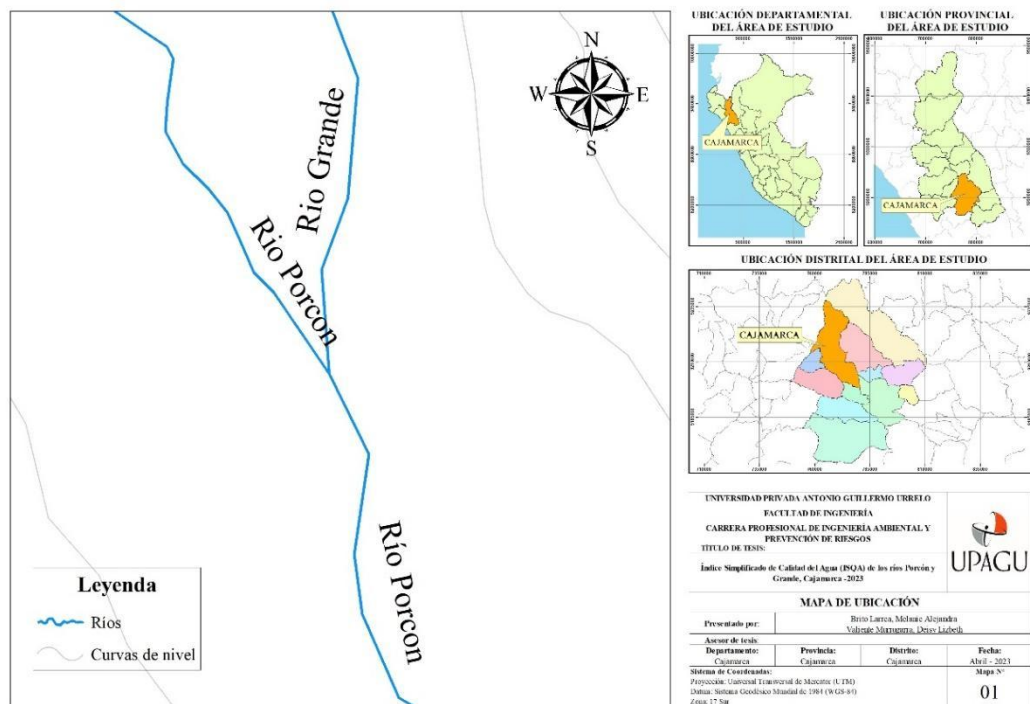 N
W E
S
Río Grande
Rio Porcon
Río Porcon
Leyenda
Ríos
Curvas de nivel
UBICACIÓN DEPARTAMENTAL
DEL ÁREA DE ESTUDIO
CAJAMARCA
UBICACIÓN PROVINCIAL
DEL ÁREA DE ESTUDIO
CAJAMARCA
UBICACIÓN DISTRITAL DEL ÁREA DE ESTUDIO
CAJAMARCA
UNIVERSIDAD PRIVADA ANTONIO GUILLERMO URRELO
FACULTAD DE INGENIERÍA
CARRERA PROFESIONAL DE INGENIERÍA AMBIENTAL Y
PREVENCIÓN DE RIESGOS
TÍTULO DE TESIS:
Índice Simplificado de Calidad del Agua (ISQA) de los ríos Porcón y
Grande, Cajamarca -2023
UPAGU
MAPA DE UBICACIÓN
Presentado por:
Brito Larrea, Melanie Alejandra
Valiente Murrugarra, Deisy Lizbeth
Asesor de tesis:
Departamento: Provincia: Distrito: Fecha:
Cajamarca Cajamarca Cajamarca Abril - 2023
Sistema de Coordenadas: Mapa N°
Proyección: Universal Transversal de Mercator (UTM)
Datum: Sistema Geodésico Mundial de 1984 (WGS-84)
Zona: 17 Sur
01